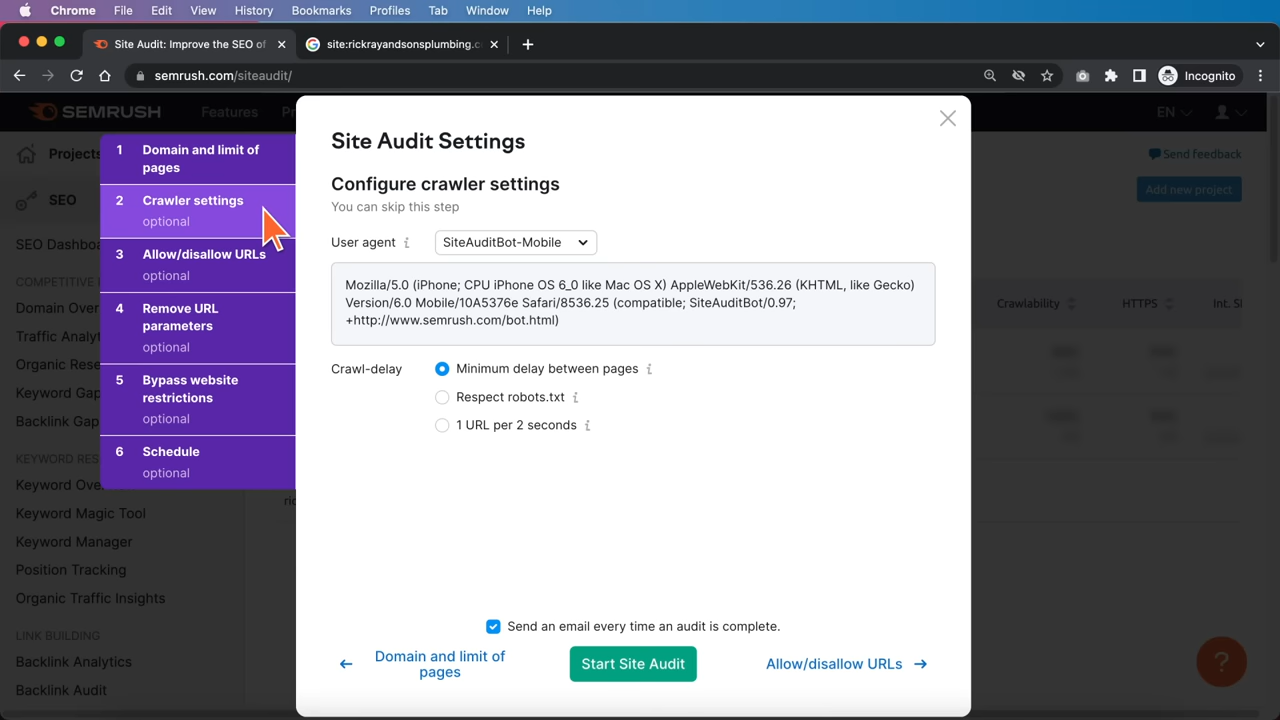 Chrome File Edit View History Bookmarks Profiles Tab Window Help
Site Audit: Improve the SEO of
site:rickrayandsonsplumbing.c
semrush.com/siteaudit/
Incognito
SEMRUSH
Features
EN
Projects
SEO
SEO Dashbo
COMPETITIVE
Domain Over
Traffic Analyt
Organic Rese
Keyword Gap
Backlink Gap
KEYWORD RES
Keyword Ove
Keyword Magic Tool
Keyword Manager
Position Tracking
Organic Traffic Insights
LINK BUILDING
Backlink Analytics
Backlink Audit
1 Domain and limit of
pages
2 Crawler settings
optional
3 Allow/disallow URLs
optional
4 Remove URL
parameters
optional
5 Bypass website
restrictions
optional
6 Schedule
optional
Site Audit Settings
Configure crawler settings
You can skip this step
User agent i SiteAuditBot-Mobile
Mozilla/5.0 (iPhone; CPU iPhone OS 6_0 like Mac OS X) AppleWebKit/536.26 (KHTML, like Gecko)
Version/6.0 Mobile/10A5376e Safari/8536.25 (compatible; SiteAuditBot/0.97;
+http://www.semrush.com/bot.html)
Crawl-delay Minimum delay between pages i
Respect robots.txt i
1 URL per 2 seconds i
Send an email every time an audit is complete.
← Domain and limit of
pages
Start Site Audit
Allow/disallow URLs →
Send feedback
Add new project
Crawlability HTTPS Int. S
?